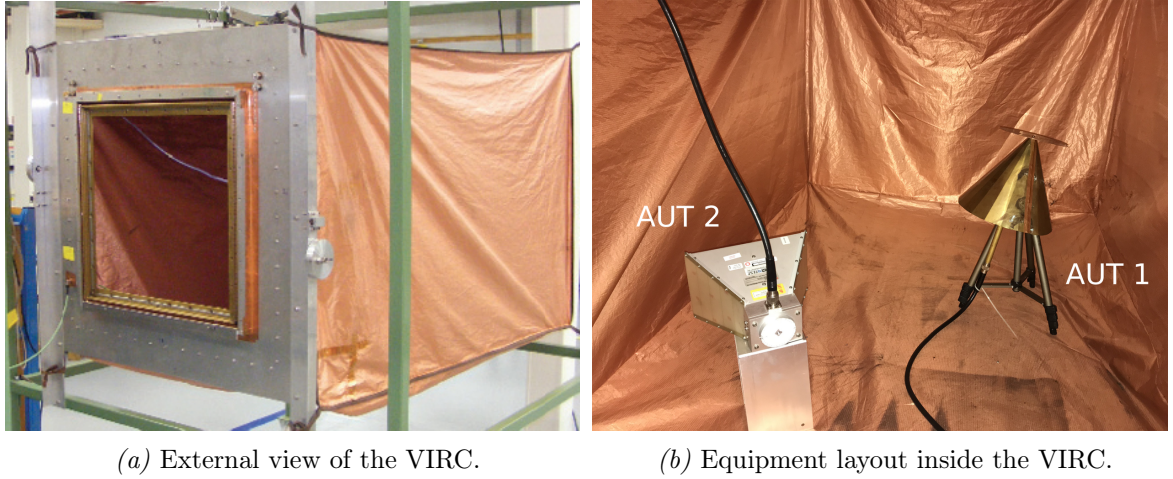 AUT 2
AUT 1
(a) External view of the VIRC.
(b) Equipment layout inside the VIRC.